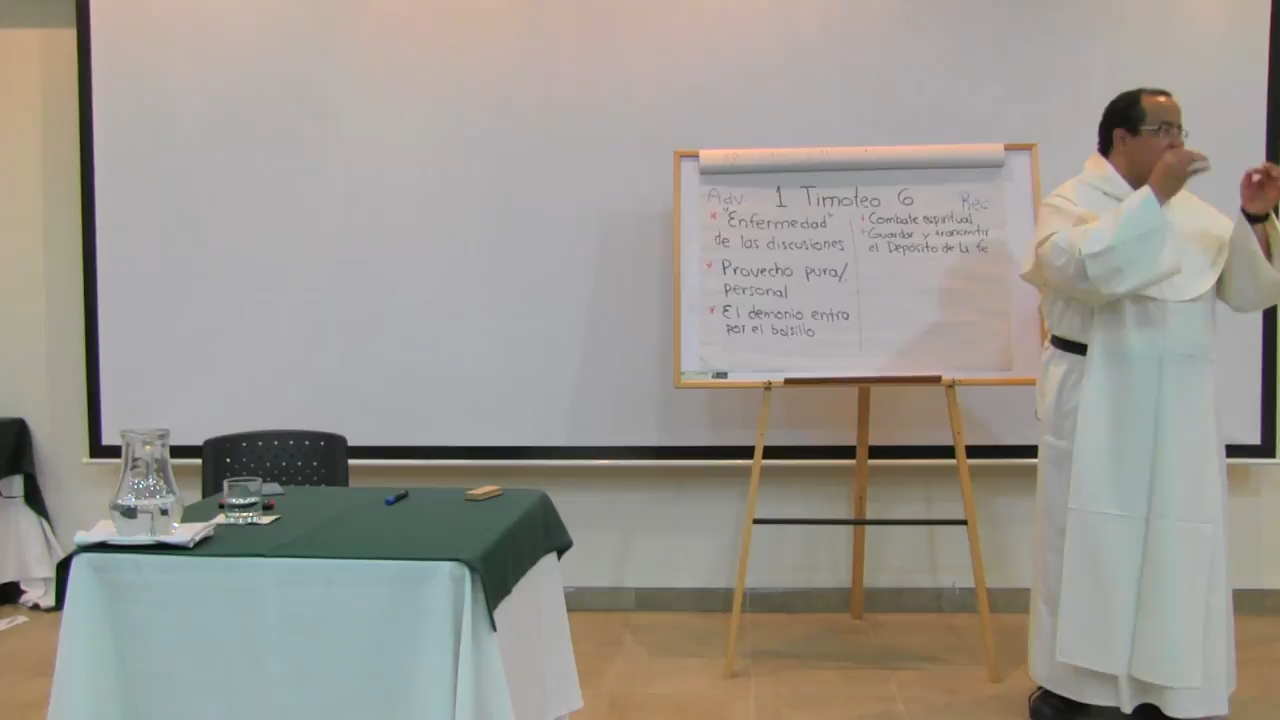 Adv 1 Timoteo 6 Rec
"Enfermedad"
de las discusiones
Provecho pura/.
personal
El demonio entra
por el bolsillo
Combate espiritual
Guardar y transmitir
el Depósito de la fe